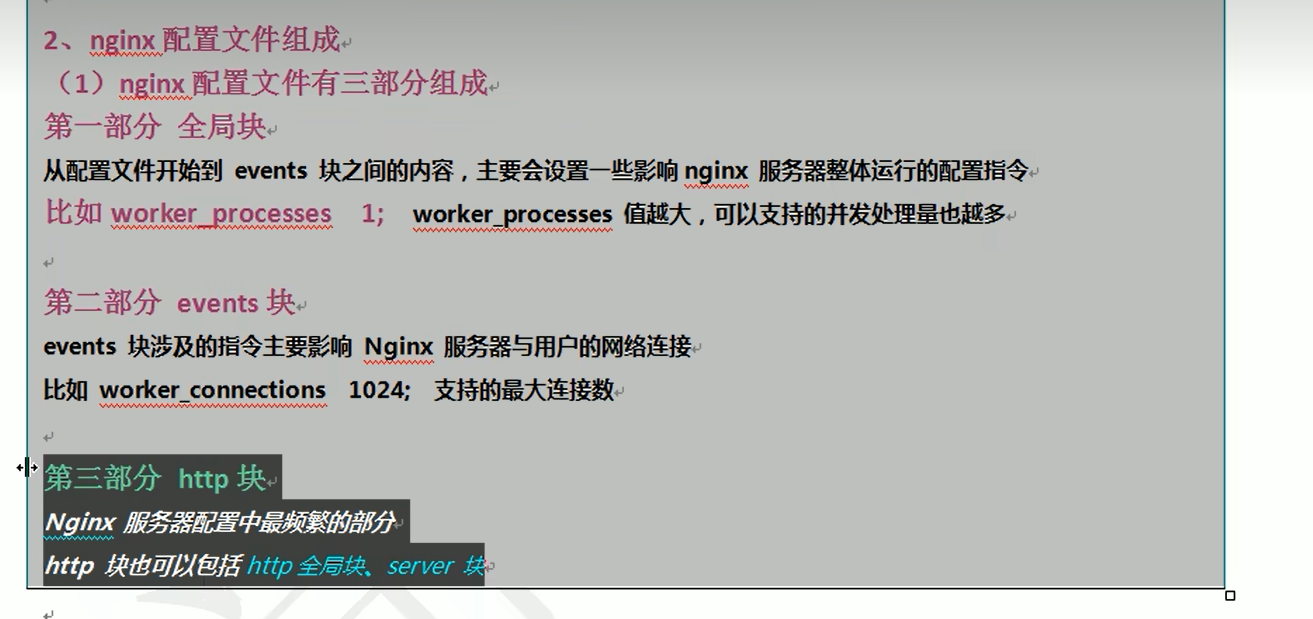 2、nginx 配置文件组成
（1）nginx 配置文件有三部分组成
第一部分 全局块
从配置文件开始到 events 块之间的内容，主要会设置一些影响 nginx 服务器整体运行的配置指令
比如 worker_processes 1; worker_processes 值越大，可以支持的并发处理量也越多
第二部分 events 块
events 块涉及的指令主要影响 Nginx 服务器与用户的网络连接
比如 worker_connections 1024; 支持的最大连接数
第三部分 http 块
Nginx 服务器配置中最频繁的部分
http 块也可以包括 http 全局块、server 块